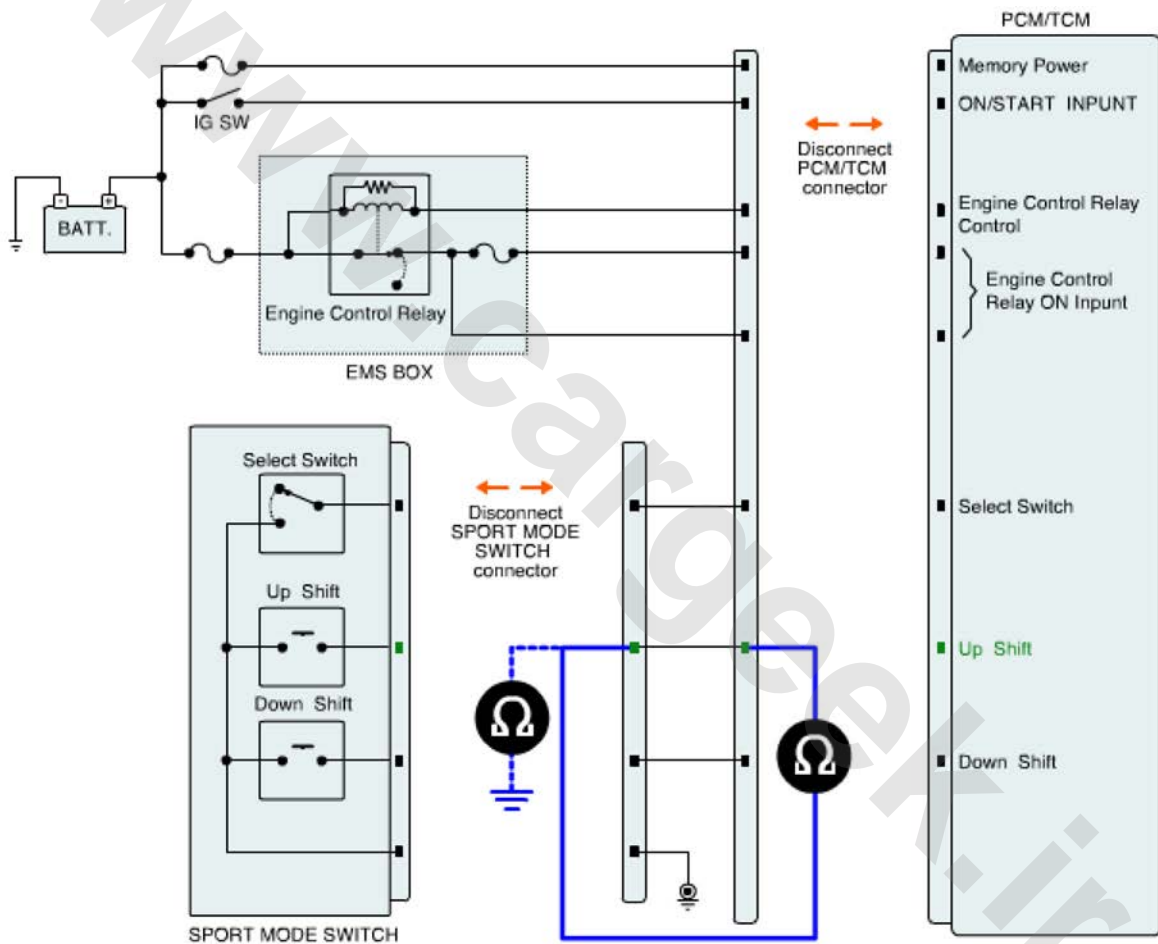 PCM/TCM
Memory Power
ON/START INPUNT
IG SW
Disconnect
PCM/TCM
connector
- +
BATT.
Engine Control Relay
Control
Engine Control
Relay ON Inpunt
Engine Control Relay
EMS BOX
Select Switch
Disconnect
SPORT MODE
SWITCH
connector
Select Switch
Up Shift
Up Shift
Down Shift
Ω
Ω
Down Shift
SPORT MODE SWITCH
www.cargeek.ir